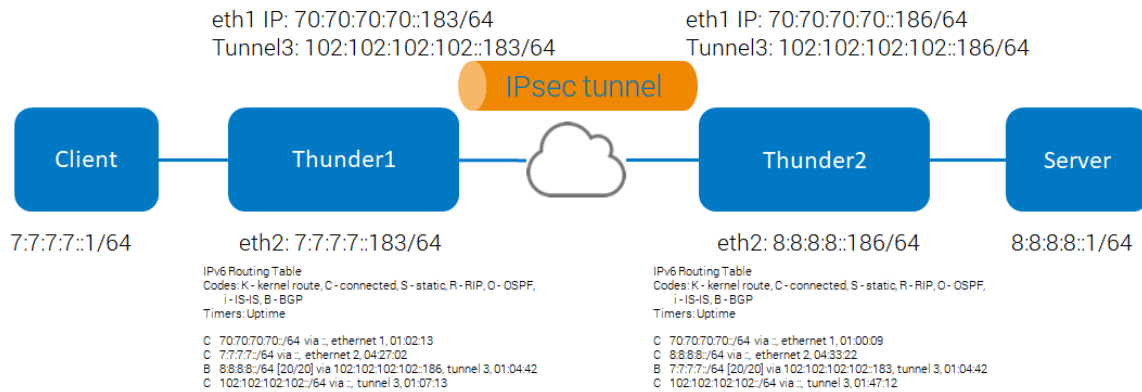 eth1 IP: 70:70:70:70::183/64
Tunnel3: 102:102:102:102::183/64
eth1 IP: 70:70:70:70::186/64
Tunnel3: 102:102:102:102::186/64
IPsec tunnel
Client
Thunder1
Thunder2
Server
7:7:7:7::1/64
eth2: 7:7:7:7::183/64
eth2: 8:8:8:8::186/64
8:8:8:8::1/64
IPv6 Routing Table
Codes: K - kernel route, C - connected, S - static, R - RIP, O - OSPF,
i - IS-IS, B - BGP
Timers: Uptime
C 70:70:70:70::/64 via ::, ethernet 1, 01:02:13
C 7:7:7:7::/64 via ::, ethernet 2, 04:27:02
B 8:8:8:8::/64 [20/20] via 102:102:102:102::186, tunnel 3, 01:04:42
C 102:102:102:102::/64 via ::, tunnel 3, 01:07:13
IPv6 Routing Table
Codes: K - kernel route, C - connected, S - static, R - RIP, O - OSPF,
i - IS-IS, B - BGP
Timers: Uptime
C 70:70:70:70::/64 via ::, ethernet 1, 01:00:09
C 8:8:8:8::/64 via ::, ethernet 2, 04:33:22
B 7:7:7:7::/64 [20/20] via 102:102:102:102::183, tunnel 3, 01:04:42
C 102:102:102:102::/64 via ::, tunnel 3, 01:47:12